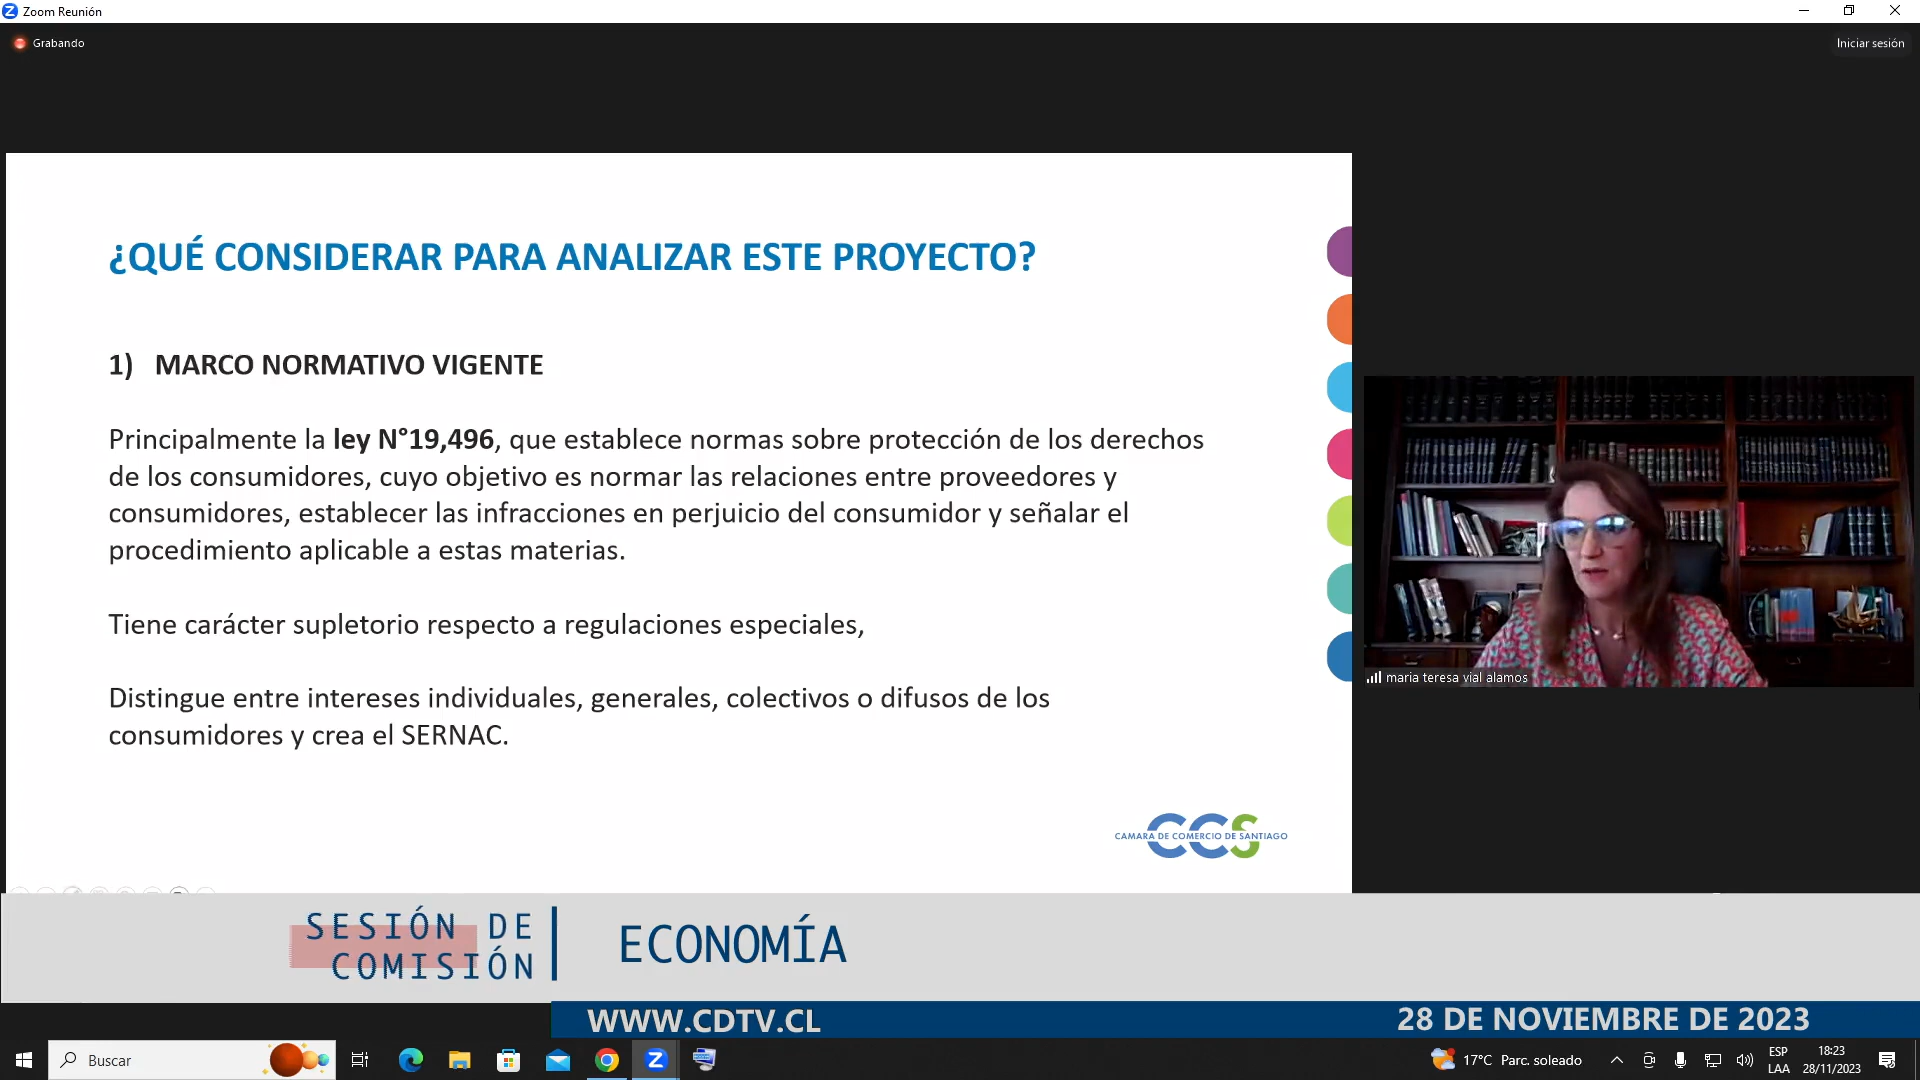 Zoom Reunión
Grabando
Iniciar sesión
¿QUÉ CONSIDERAR PARA ANALIZAR ESTE PROYECTO?
1) MARCO NORMATIVO VIGENTE
Principalmente la ley N°19,496, que establece normas sobre protección de los derechos
de los consumidores, cuyo objetivo es normar las relaciones entre proveedores y
consumidores, establecer las infracciones en perjuicio del consumidor y señalar el
procedimiento aplicable a estas materias.
Tiene carácter supletorio respecto a regulaciones especiales,
Distingue entre intereses individuales, generales, colectivos o difusos de los
consumidores y crea el SERNAC.
CAMARA DE COMERCIO DE SANTIAGO
CCS
maria teresa vial alamos
SESIÓN DE
COMISIÓN
ECONOMÍA
WWW.CDTV.CL
28 DE NOVIEMBRE DE 2023
Buscar
17°C Parc. soleado
ESP
LAA
18:23
28/11/2023